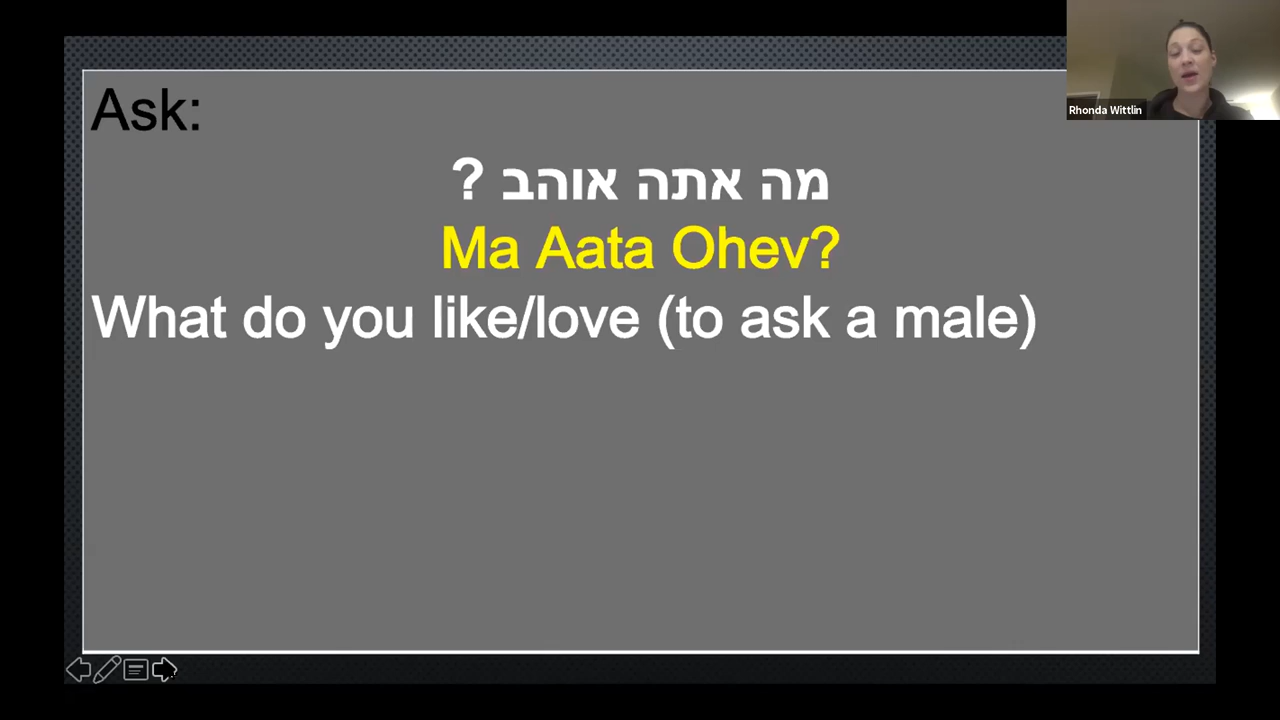 Ask:
מה אתה אוהב ?
Ma Aata Ohev?
What do you like/love (to ask a male)
Rhonda Wittlin